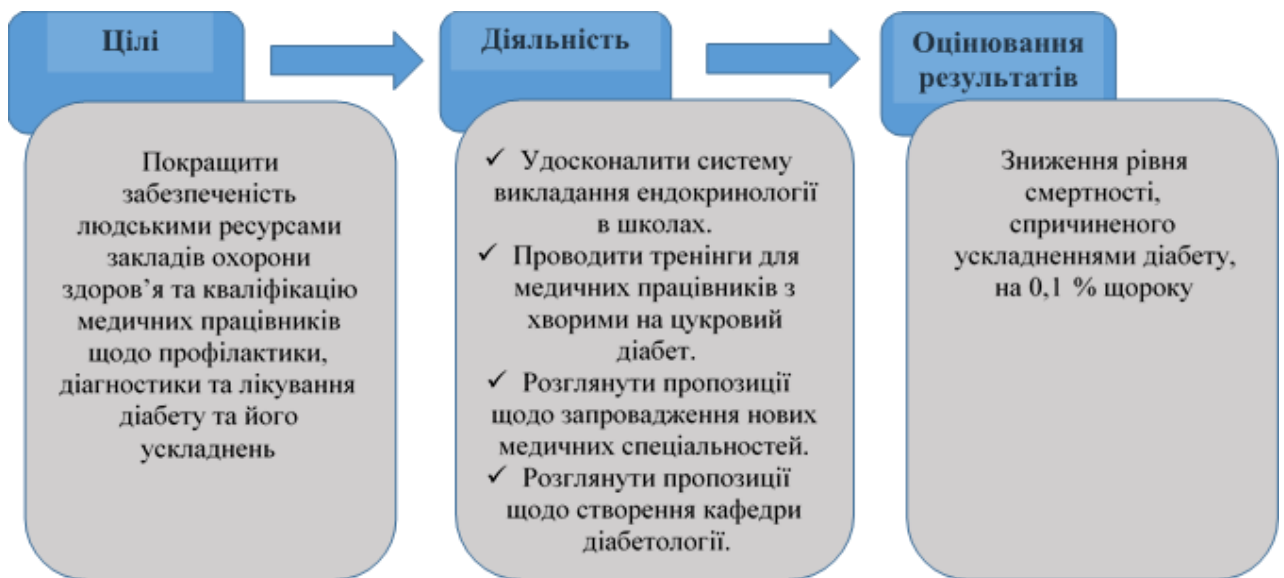 Цілі
Покращити
забезпеченість
людськими ресурсами
закладів охорони
здоров’я та кваліфікацію
медичних працівників
щодо профілактики,
діагностики та лікування
діабету та його
ускладнень
Діяльність
✓ Удосконалити систему
викладання ендокринології
в школах.
✓ Проводити тренінги для
медичних працівників з
хворими на цукровий
діабет.
✓ Розглянути пропозиції
щодо запровадження нових
медичних спеціальностей.
✓ Розглянути пропозиції
щодо створення кафедри
діабетології.
Оцінювання
результатів
Зниження рівня
смертності,
спричиненого
ускладненнями діабету,
на 0,1 % щороку